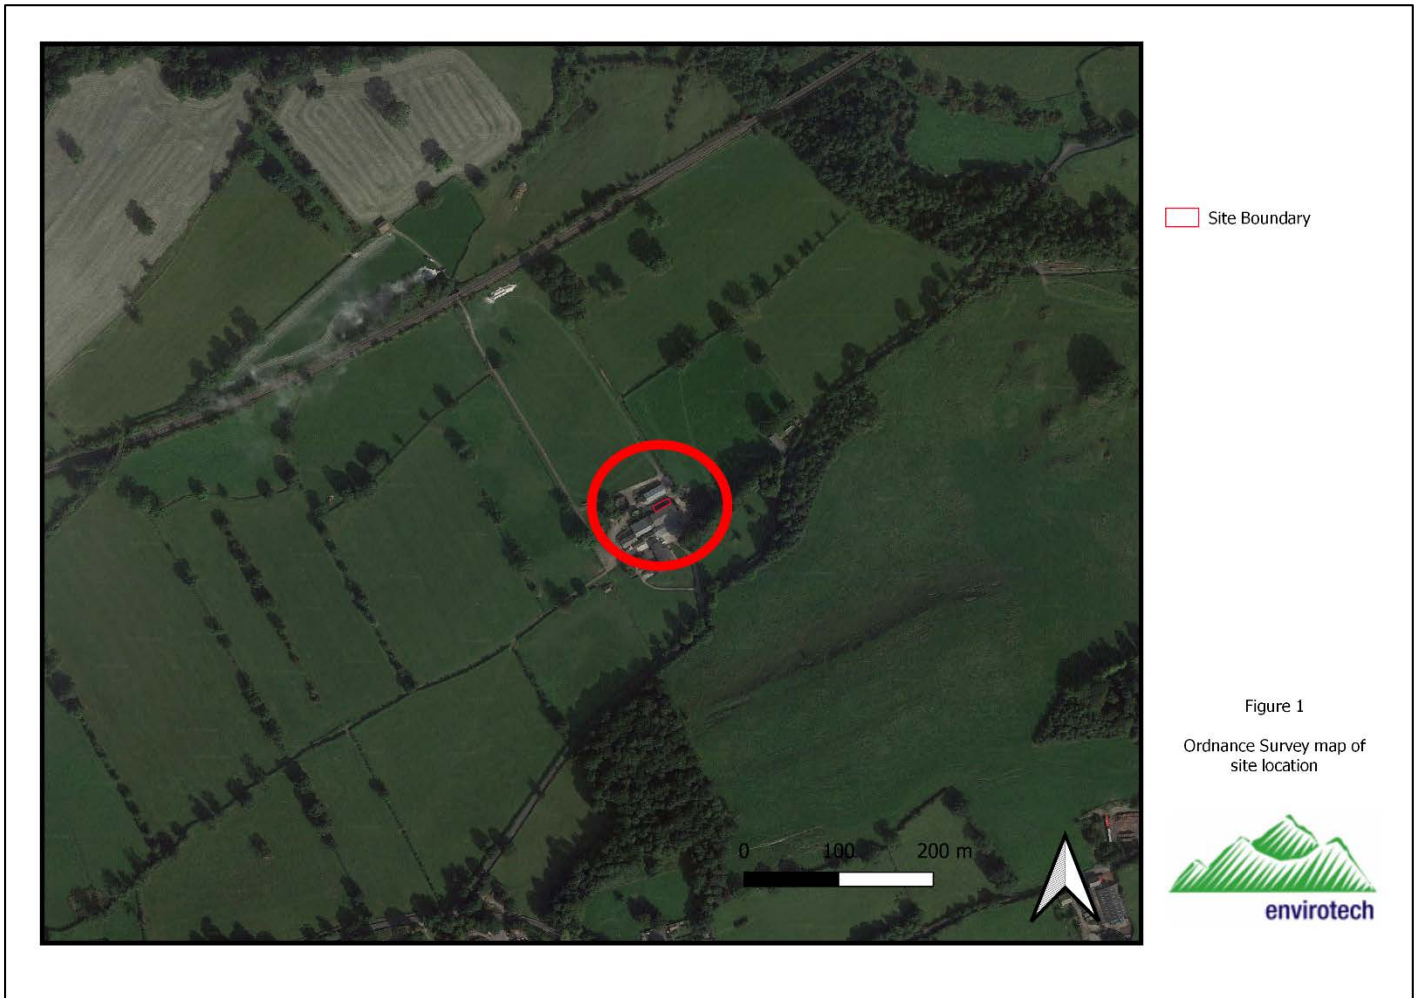 Site Boundary
Figure 1
Ordnance Survey map of
site location
0 100 200 m
envirotech